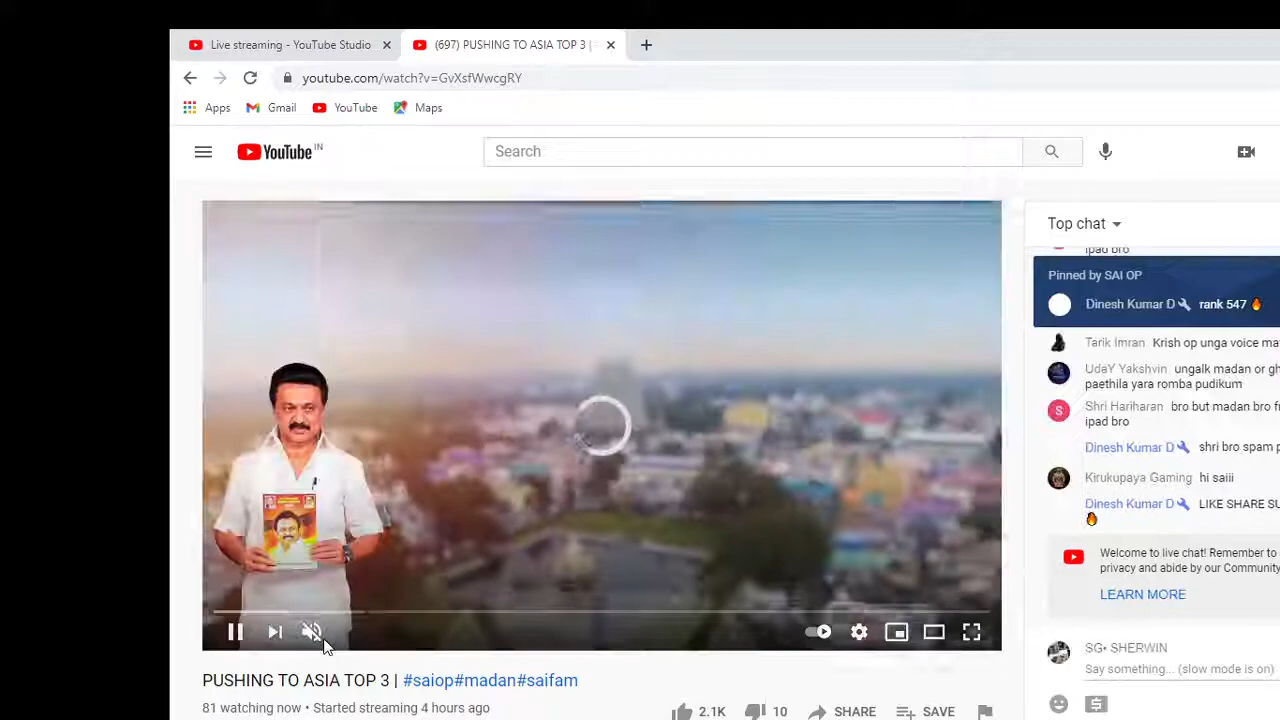 Live streaming - YouTube Studio
(697) PUSHING TO ASIA TOP 3 |
youtube.com/watch?v=GvXsfWwcgRY
Apps Gmail YouTube Maps
YouTube IN
Search
Top chat
ipad bro
Pinned by SAI OP
Dinesh Kumar D rank 547
Tarik Imran Krish op unga voice ma
UdaY Yakshvin ungalk madan or gh
paethila yara romba pudikum
S Shri Hariharan bro but madan bro f
ipad bro
Dinesh Kumar D shri bro spam p
Kirukupaya Gaming hi saiii
Dinesh Kumar D LIKE SHARE SU
Welcome to live chat! Remember to
privacy and abide by our Community
LEARN MORE
SG• SHERWIN
Say something... (slow mode is on)
PUSHING TO ASIA TOP 3 | #saiop#madan#saifam
81 watching now • Started streaming 4 hours ago
2.1K 10 SHARE SAVE